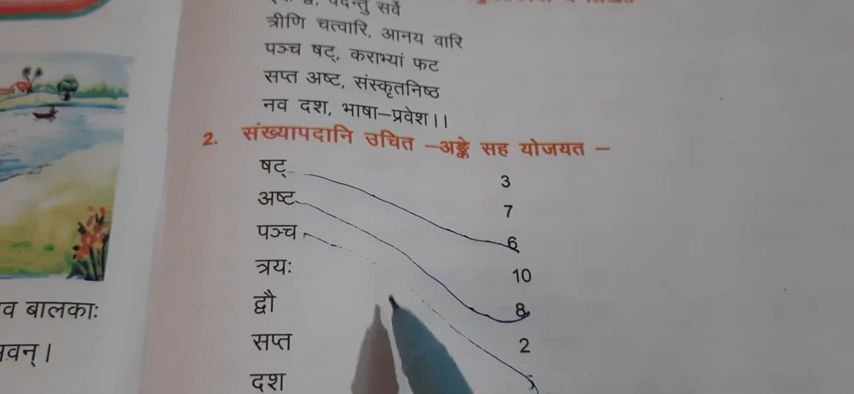 सर्वे
त्रीणि चत्वारि, आनय वारि
पञ्च षट्, कराभ्यां फट
सप्त अष्ट, संस्कृतनिष्ठ
नव दश, भाषा-प्रवेश।।
2. संख्यापदानि उचित -अङ्के सह योजयत -
षट् 3
अष्ट 7
पञ्च 6
त्रयः 10
द्वौ 8
सप्त 2
दश
व बालकाः